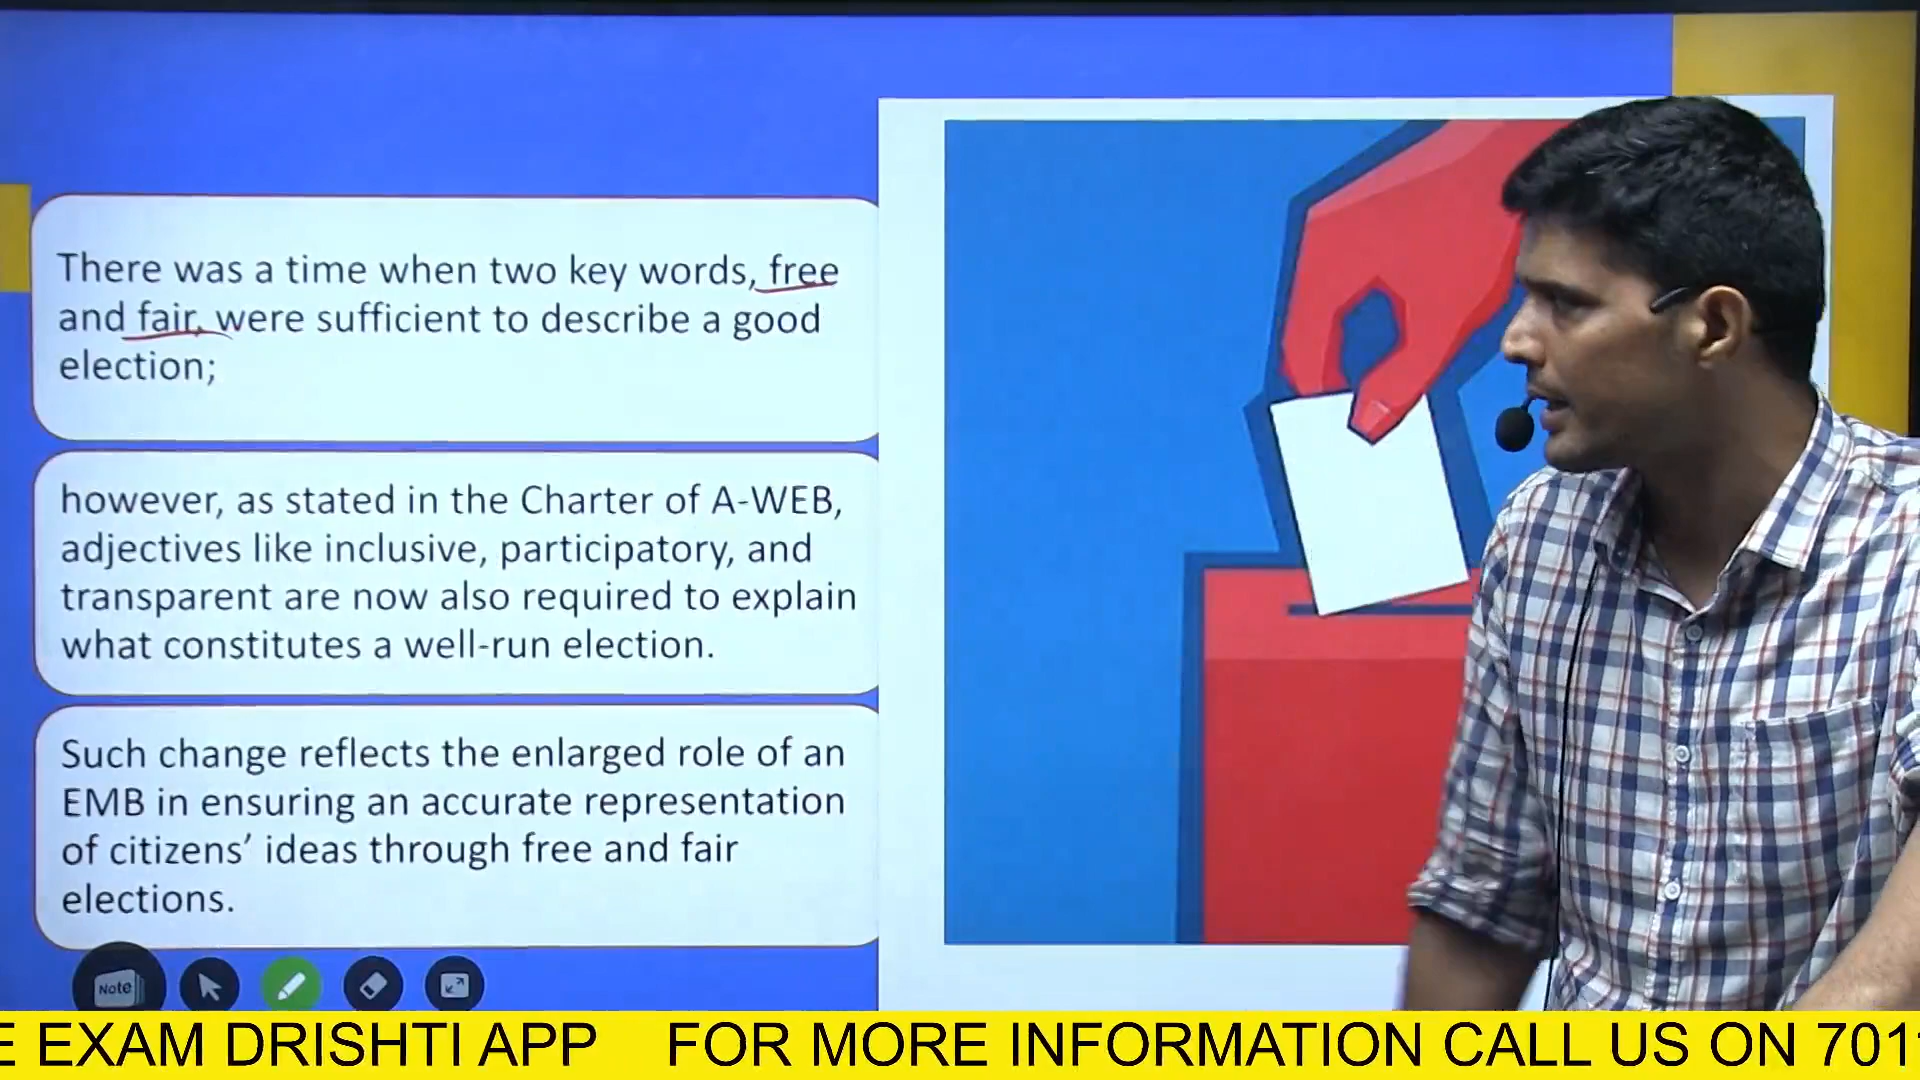 There was a time when two key words, free
and fair, were sufficient to describe a good
election;
however, as stated in the Charter of A-WEB,
adjectives like inclusive, participatory, and
transparent are now also required to explain
what constitutes a well-run election.
Such change reflects the enlarged role of an
EMB in ensuring an accurate representation
of citizens’ ideas through free and fair
elections.
Note
E EXAM DRISHTI APP FOR MORE INFORMATION CALL US ON 701